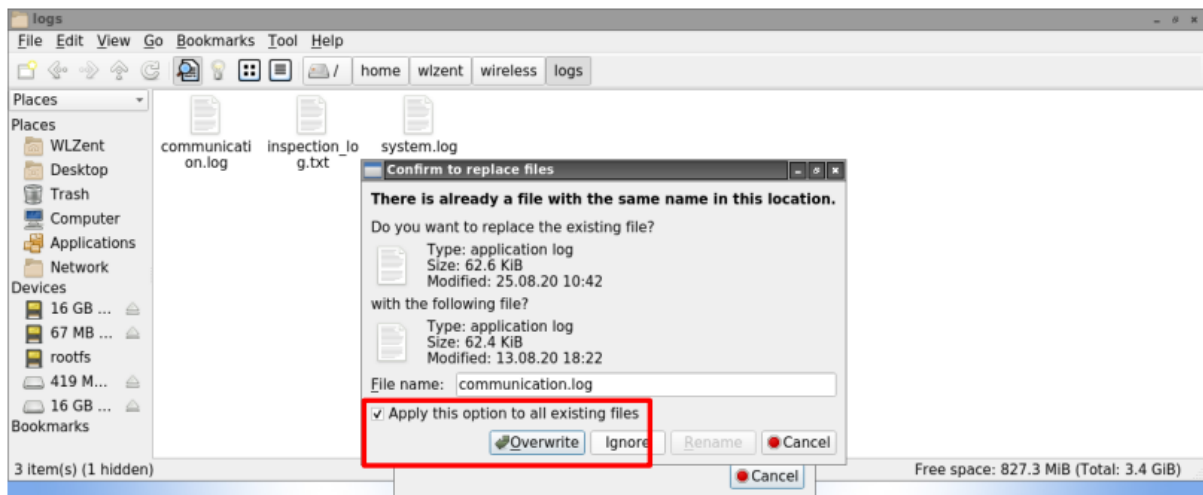 logs
File Edit View Go Bookmarks Tool Help
/ home wlzent wireless logs
Places
Places
WLZent
Desktop
Trash
Computer
Applications
Network
Devices
16 GB ...
67 MB ...
rootfs
419 M...
16 GB ...
Bookmarks
communicati
on.log
inspection_lo
g.txt
system.log
Confirm to replace files
There is already a file with the same name in this location.
Do you want to replace the existing file?
Type: application log
Size: 62.6 KiB
Modified: 25.08.20 10:42
with the following file?
Type: application log
Size: 62.4 KiB
Modified: 13.08.20 18:22
File name: communication.log
Apply this option to all existing files
Overwrite Ignore Rename Cancel
Cancel
3 item(s) (1 hidden) Free space: 827.3 MiB (Total: 3.4 GiB)